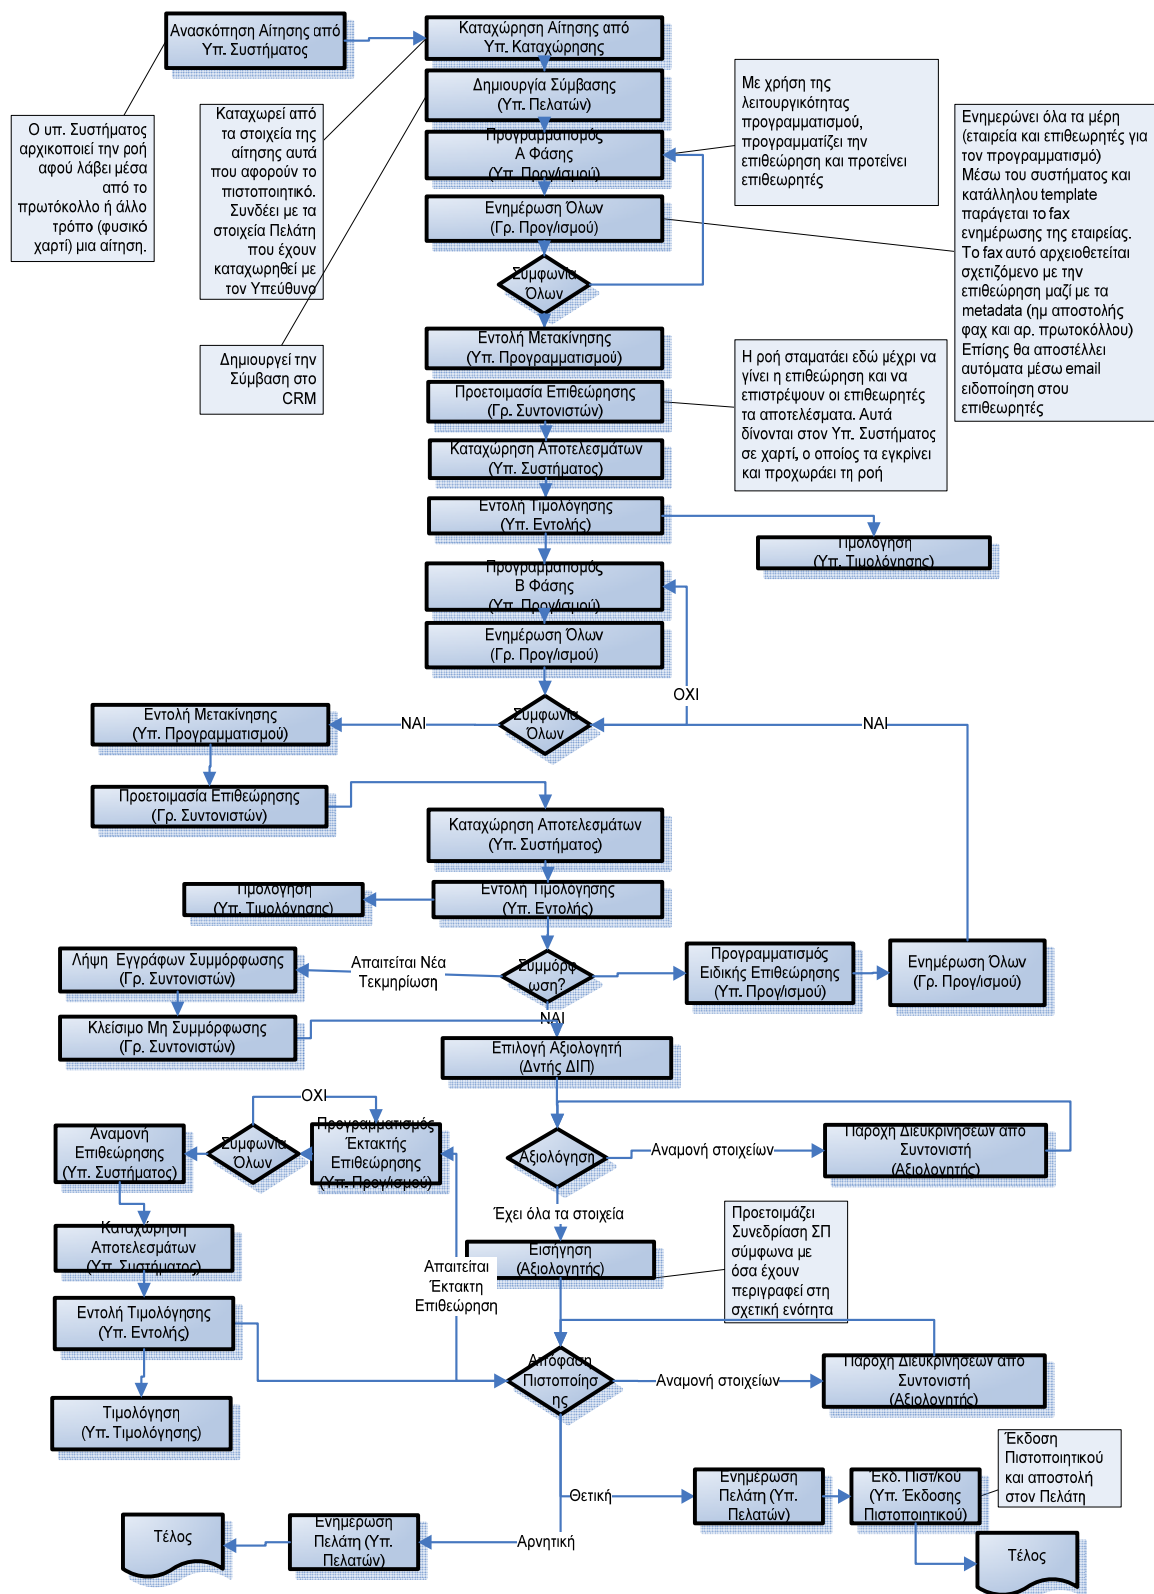 Ανασκόπηση Αίτησης από
Υπ. Συστήματος
Καταχώρηση Αίτησης από
Υπ. Καταχώρησης
Δημιουργία Σύμβασης
(Υπ. Πελατών)
Προγραμματισμός
Α Φάσης
(Υπ. Προγ/ισμού)
Ενημέρωση Όλων
(Γρ. Προγ/ισμού)
Συμφωνία
Όλων
Ο υπ. Συστήματος
αρχικοποιεί την ροή
αφού λάβει μέσα
από το
πρωτόκολλο ή άλλο
τρόπο (φυσικό
χαρτί) μια αίτηση.
Καταχωρεί από
τα στοιχεία της
αίτησης αυτά
που αφορούν το
πιστοποιητικό.
Συνδέει με τα
στοιχεία Πελάτη
που έχουν
καταχωρηθεί με
τον Υπεύθυνο
Δημιουργεί την
Σύμβαση στο
CRM
Με χρήση της
λειτουργικότητας
προγραμματισμού,
προγραμματίζει την
επιθεώρηση και προτείνει
επιθεωρητές
Ενημερώνει όλα τα μέρη
(εταιρεία και επιθεωρητές για
τον προγραμματισμό)
Μέσω του συστήματος και
κατάλληλου template
παράγεται το fax
ενημέρωσης της εταιρείας.
Το fax αυτό αρχειοθετείται
σχετιζόμενο με την
επιθεώρηση μαζί με τα
metadata (ημ αποστολής
φαχ και αρ. πρωτοκόλλου)
Επίσης θα αποστέλλει
αυτόματα μέσω email
ειδοποίηση στου
επιθεωρητές
Εντολή Μετακίνησης
(Υπ. Προγραμματισμού)
Προετοιμασία Επιθεώρησης
(Γρ. Συντονιστών)
Η ροή σταματάει εδώ μέχρι να
γίνει η επιθεώρηση και να
επιστρέψουν οι επιθεωρητές
τα αποτελέσματα. Αυτά
δίνονται στον Υπ. Συστήματος
σε χαρτί, ο οποίος τα εγκρίνει
και προχωράει τη ροή
Καταχώρηση Αποτελεσμάτων
(Υπ. Συστήματος)
Εντολή Τιμολόγησης
(Υπ. Εντολής)
Τιμολόγηση
(Υπ. Τιμολόγησης)
Προγραμματισμός
Β Φάσης
(Υπ. Προγ/ισμού)
Ενημέρωση Όλων
(Γρ. Προγ/ισμού)
ΟΧΙ
Συμφωνία
Όλων
ΝΑΙ
ΝΑΙ
Εντολή Μετακίνησης
(Υπ. Προγραμματισμού)
Προετοιμασία Επιθεώρησης
(Γρ. Συντονιστών)
Καταχώρηση Αποτελεσμάτων
(Υπ. Συστήματος)
Τιμολόγηση
(Υπ. Τιμολόγησης)
Εντολή Τιμολόγησης
(Υπ. Εντολής)
Λήψη Εγγράφων Συμμόρφωσης
(Γρ. Συντονιστών)
Απαιτείται Νέα
Τεκμηρίωση
Συμμόρφ
ωση?
Προγραμματισμός
Ειδικής Επιθεώρησης
(Υπ. Προγ/ισμού)
Ενημέρωση Όλων
(Γρ. Προγ/ισμού)
Κλείσιμο Μη Συμμόρφωσης
(Γρ. Συντονιστών)
ΝΑΙ
Επιλογή Αξιολογητή
(Δντής ΔΙΠ)
ΟΧΙ
Αναμονή
Επιθεώρησης
(Υπ. Συστήματος)
Συμφωνία
Όλων
Προγραμματισμός
Έκτακτής
Επιθεώρησης
(Υπ. Προγ/ισμού)
Αξιολόγηση
Αναμονή στοιχείων
Παροχή Διευκρινήσεων από
Συντονιστή
(Αξιολογητής)
Έχει όλα τα στοιχεία
Καταχώρηση
Αποτελεσμάτων
(Υπ. Συστήματος)
Απαιτείται
Έκτακτη
Επιθεώρηση
Εισήγηση
(Αξιολογητής)
Προετοιμάζει
Συνεδρίαση ΣΠ
σύμφωνα με
όσα έχουν
περιγραφεί στη
σχετική ενότητα
Εντολή Τιμολόγησης
(Υπ. Εντολής)
Απόφαση
Πιστοποίησ
ης
Αναμονή στοιχείων
Παροχή Διευκρινήσεων από
Συντονιστή
(Αξιολογητής)
Τιμολόγηση
(Υπ. Τιμολόγησης)
Θετική
Ενημέρωση
Πελάτη (Υπ.
Πελατών)
Έκδ. Πιστ/κού
(Υπ. Έκδοσης
Πιστοποιητικού)
Έκδοση
Πιστοποιητικού
και αποστολή
στον Πελάτη
Τέλος
Ενημέρωση
Πελάτη (Υπ.
Πελατών)
Αρνητική
Τέλος